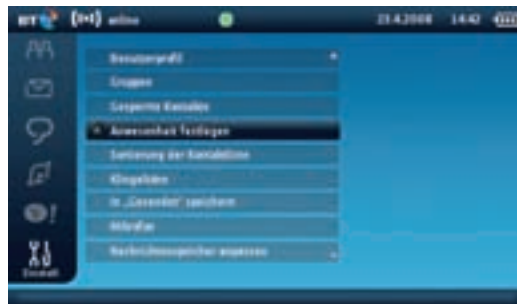 BT online 23.4.2008 14:42
Benutzerprofil
Gruppen
Gesperrte Kontakte
Anwesenheit festlegen
Sortierung der Kontaktliste
Klingeltöne
In „Gesendet“ speichern
Mikrofon
Nachrichtenspeicher anpassen
Einstell